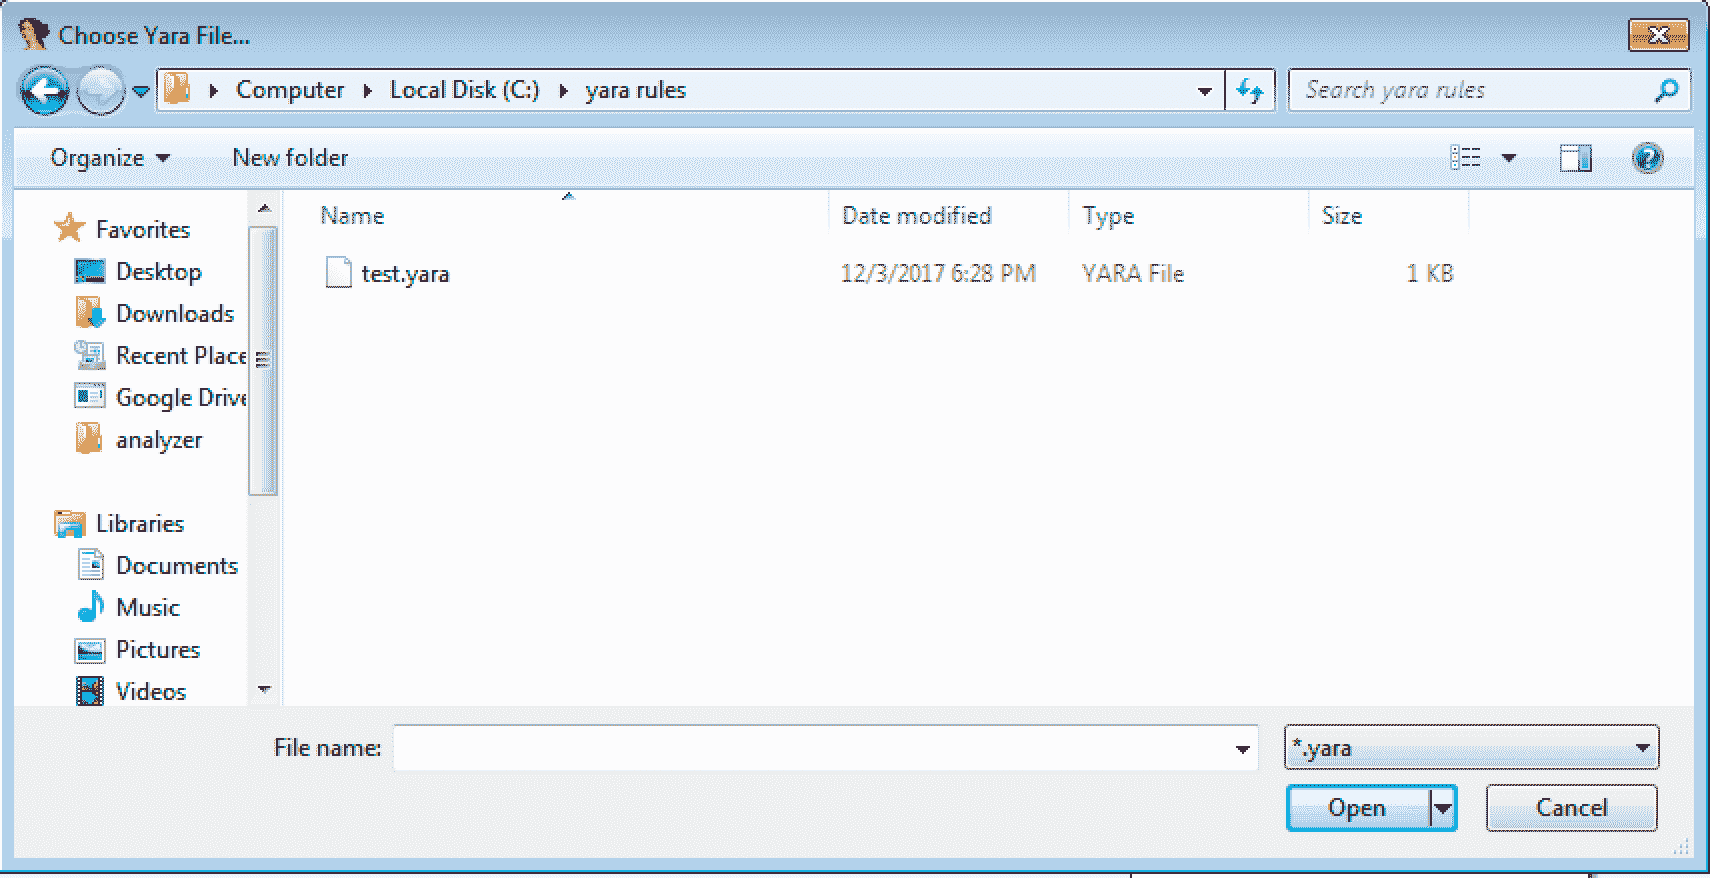 Choose Yara File...
Computer Local Disk (C:) yara rules
Search yara rules
Organize New folder
Name Date modified Type Size
test.yara 12/3/2017 6:28 PM YARA File 1 KB
Favorites
Desktop
Downloads
Recent Place
Google Drive
analyzer
Libraries
Documents
Music
Pictures
Videos
File name: *.yara
Open Cancel